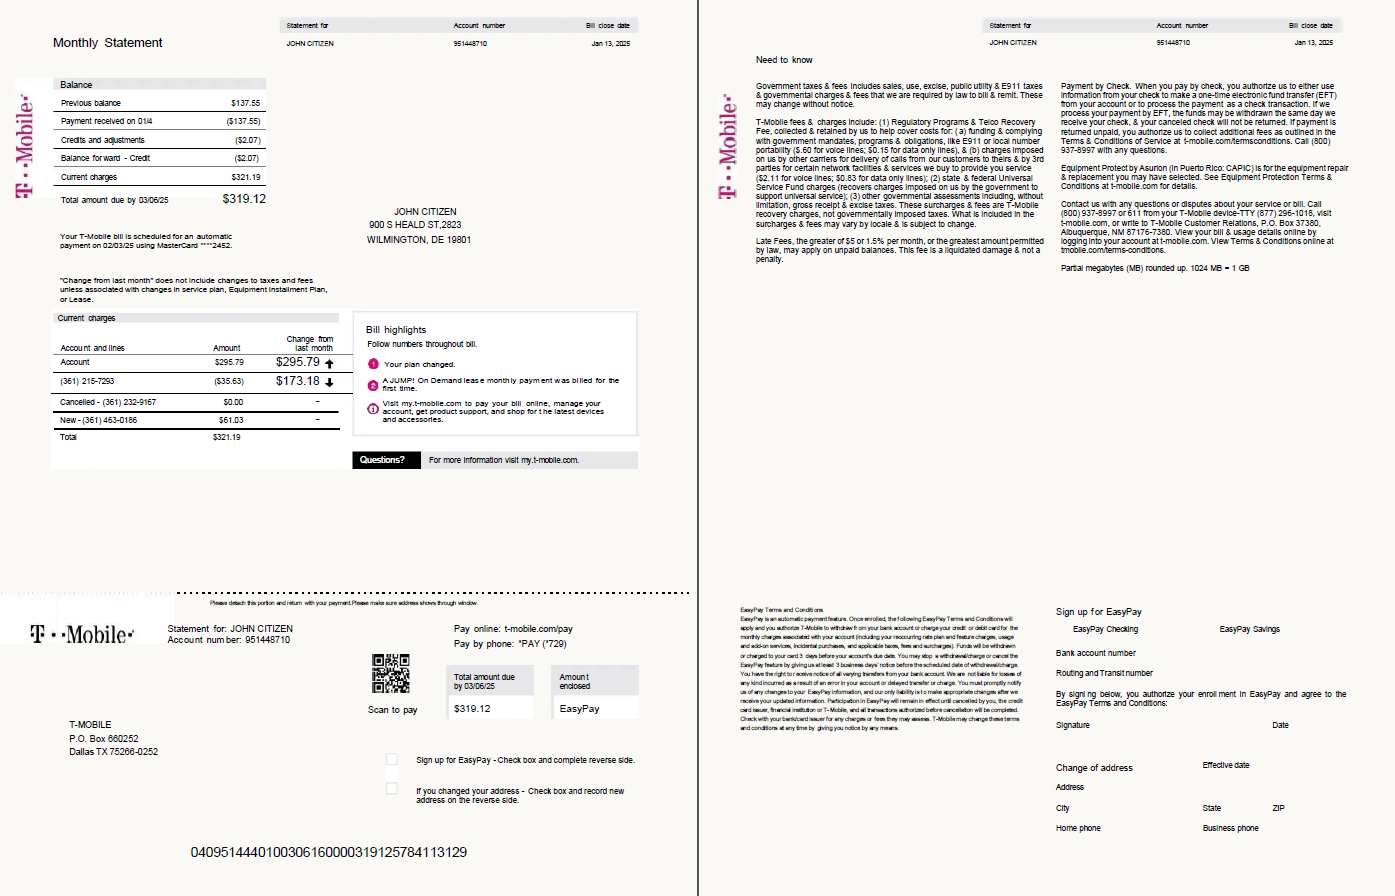 Statement for Account number Bill close date
Monthly Statement
JOHN CITIZEN 951448710 Jan 13, 2025
T··Mobile·
Balance
Previous balance $137.55
Payment received on 01/4 ($137.55)
Credits and adjustments ($2.07)
Balance forward - Credit ($2.07)
Current charges $321.19
Total amount due by 03/06/25 $319.12
JOHN CITIZEN
900 S HEALD ST,2823
WILMINGTON, DE 19801
Your T-Mobile bill is scheduled for an automatic
payment on 02/03/25 using MasterCard ****2452.
"Change from last month" does not include changes to taxes and fees
unless associated with changes in service plan, Equipment Installment Plan,
or Lease.
Current charges
Account and lines Amount Change from
last month
Account $295.79 $295.79
(361) 215-7293 ($35.63) $173.18
Cancelled - (361) 232-9167 $0.00 -
New - (361) 463-0186 $61.03 -
Total $321.19
Bill highlights
Follow numbers throughout bill.
1 Your plan changed.
2 A JUMP! On Demand lease monthly payment was billed for the
first time.
i Visit my.t-mobile.com to pay your bill online, manage your
account, get product support, and shop for the latest devices
and accessories.
Questions? For more information visit my.t-mobile.com.
Please detach this portion and return with your payment.Please make sure address shows through window.
T··Mobile·
Statement for: JOHN CITIZEN
Account number: 951448710
Pay online: t-mobile.com/pay
Pay by phone: *PAY (*729)
Scan to pay
Total amount due
by 03/06/25
$319.12
Amount
enclosed
EasyPay
T-MOBILE
P.O. Box 660252
Dallas TX 75266-0252
Sign up for EasyPay - Check box and complete reverse side.
If you changed your address - Check box and record new
address on the reverse side.
04095144401003061600003191257841131​29
Statement for Account number Bill close date
JOHN CITIZEN 951448710 Jan 13, 2025
Need to know
T··Mobile·
Government taxes & fees includes sales, use, excise, public utility & E911 taxes
& governmental charges & fees that we are required by law to bill & remit. These
may change without notice.
T-Mobile fees & charges include: (1) Regulatory Programs & Telco Recovery
Fee, collected & retained by us to help cover costs for: (a) funding & complying
with government mandates, programs & obligations, like E911 or local number
portability ($.60 for voice lines; $0.15 for data only lines), & (b) charges imposed
on us by other carriers for delivery of calls from our customers to theirs & by 3rd
parties for certain network facilities & services we buy to provide you service
($2.11 for voice lines; $0.83 for data only lines); (2) state & federal Universal
Service Fund charges (recovers charges imposed on us by the government to
support universal service); (3) other governmental assessments including, without
limitation, gross receipt & excise taxes. These surcharges & fees are T-Mobile
recovery charges, not governmentally imposed taxes. What is included in the
surcharges & fees may vary by locale & is subject to change.
Late Fees, the greater of $5 or 1.5% per month, or the greatest amount permitted
by law, may apply on unpaid balances. This fee is a liquidated damage & not a
penalty.
Payment by Check. When you pay by check, you authorize us to either use
information from your check to make a one-time electronic fund transfer (EFT)
from your account or to process the payment as a check transaction. If we
process your payment by EFT, the funds may be withdrawn the same day we
receive your check, & your canceled check will not be returned. If payment is
returned unpaid, you authorize us to collect additional fees as outlined in the
Terms & Conditions of Service at t-mobile.com/termsconditions. Call (800)
937-8997 with any questions.
Equipment Protect by Asurion (in Puerto Rico: CAPIC) is for the equipment repair
& replacement you may have selected. See Equipment Protection Terms &
Conditions at t-mobile.com for details.
Contact us with any questions or disputes about your service or bill. Call
(800) 937-8997 or 611 from your T-Mobile device-TTY (877) 296-1018, visit
t-mobile.com, or write to T-Mobile Customer Relations, P.O. Box 37380,
Albuquerque, NM 87176-7380. View your bill & usage details online by
logging into your account at t-mobile.com. View Terms & Conditions online at
tmobile.com/terms-conditions.
Partial megabytes (MB) rounded up. 1024 MB = 1 GB
EasyPay Terms and Conditions
EasyPay is an automatic payment feature. Once enrolled, the following EasyPay Terms and Conditions will
apply and you authorize T-Mobile to withdraw from your bank account or charge your credit or debit card for the
monthly charges associated with your account (including your reoccurring rate plan and feature charges, usage
and add-on services, incidental purchases, and applicable taxes, fees and surcharges). Funds will be withdrawn
or charged to your card 3 days before your account's due date. You may stop a withdrawal/charge or cancel the
EasyPay feature by giving us at least 3 business days' notice before the scheduled date of withdrawal/charge.
You have the right to receive notice of all varying transfers from your bank account. We are not liable for losses of
any kind incurred as a result of an error in your account or delayed transfer or charge. You must promptly notify
us of any changes to your EasyPay information, and our only liability is to make appropriate changes after we
receive your updated information. Participation in EasyPay will remain in effect until cancelled by you, the credit
card issuer, financial institution or T-Mobile, and all transactions authorized before cancellation will be completed.
Check with your bank/card issuer for any charges or fees they may assess. T-Mobile may change these terms
and conditions at any time by giving you notice by any means.
Sign up for EasyPay
EasyPay Checking EasyPay Savings
Bank account number
Routing and Transit number
By signing below, you authorize your enrollment in EasyPay and agree to the
EasyPay Terms and Conditions:
Signature Date
Change of address Effective date
Address
City State ZIP
Home phone Business phone